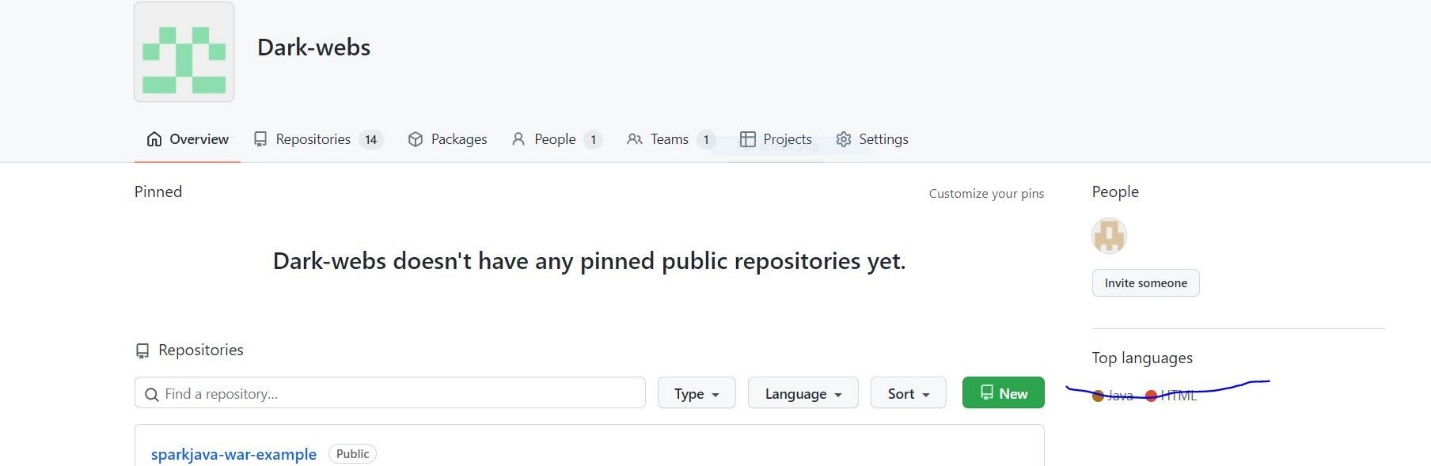 Dark-webs
Overview Repositories 14 Packages People 1 Teams 1 Projects Settings
Pinned Customize your pins
Dark-webs doesn't have any pinned public repositories yet.
Repositories
Find a repository... Type Language Sort New
sparkjava-war-example Public
People
Invite someone
Top languages
Java HTML